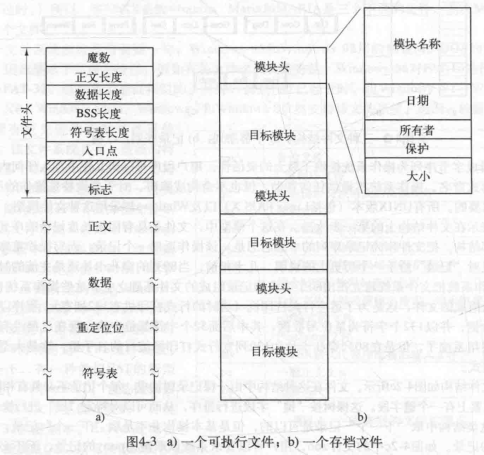 文件头
魔数
正文长度
数据长度
BSS长度
符号表长度
入口点
标志
正文
数据
重定位位
符号表
a)
模块头
目标模块
模块头
目标模块
模块头
目标模块
b)
模块名称
日期
所有者
保护
大小
图4-3 a) 一个可执行文件；b) 一个存档文件